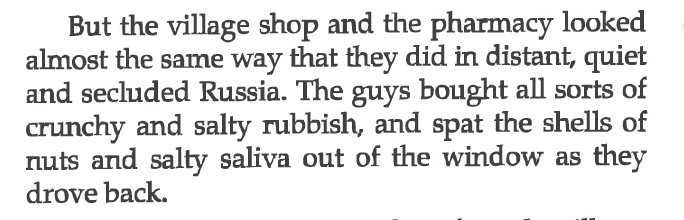 But the village shop and the pharmacy looked
almost the same way that they did in distant, quiet
and secluded Russia. The guys bought all sorts of
crunchy and salty rubbish, and spat the shells of
nuts and salty saliva out of the window as they
drove back.